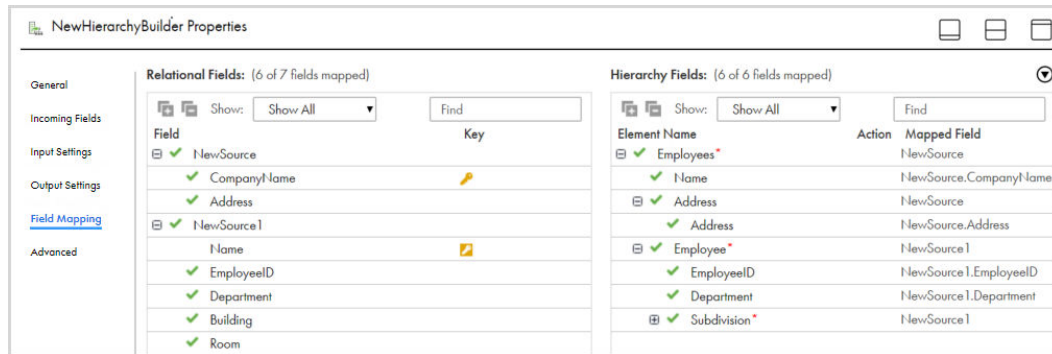 NewHierarchyBuilder Properties
General
Incoming Fields
Input Settings
Output Settings
Field Mapping
Advanced
Relational Fields: (6 of 7 fields mapped)
Show: Show All Find
Field Key
NewSource
CompanyName
Address
NewSource1
Name
EmployeeID
Department
Building
Room
Hierarchy Fields: (6 of 6 fields mapped)
Show: Show All Find
Element Name Action Mapped Field
Employees* NewSource
Name NewSource.CompanyName
Address NewSource
Address NewSource.Address
Employee* NewSource1
EmployeeID NewSource1.EmployeeID
Department NewSource1.Department
Subdivision* NewSource1